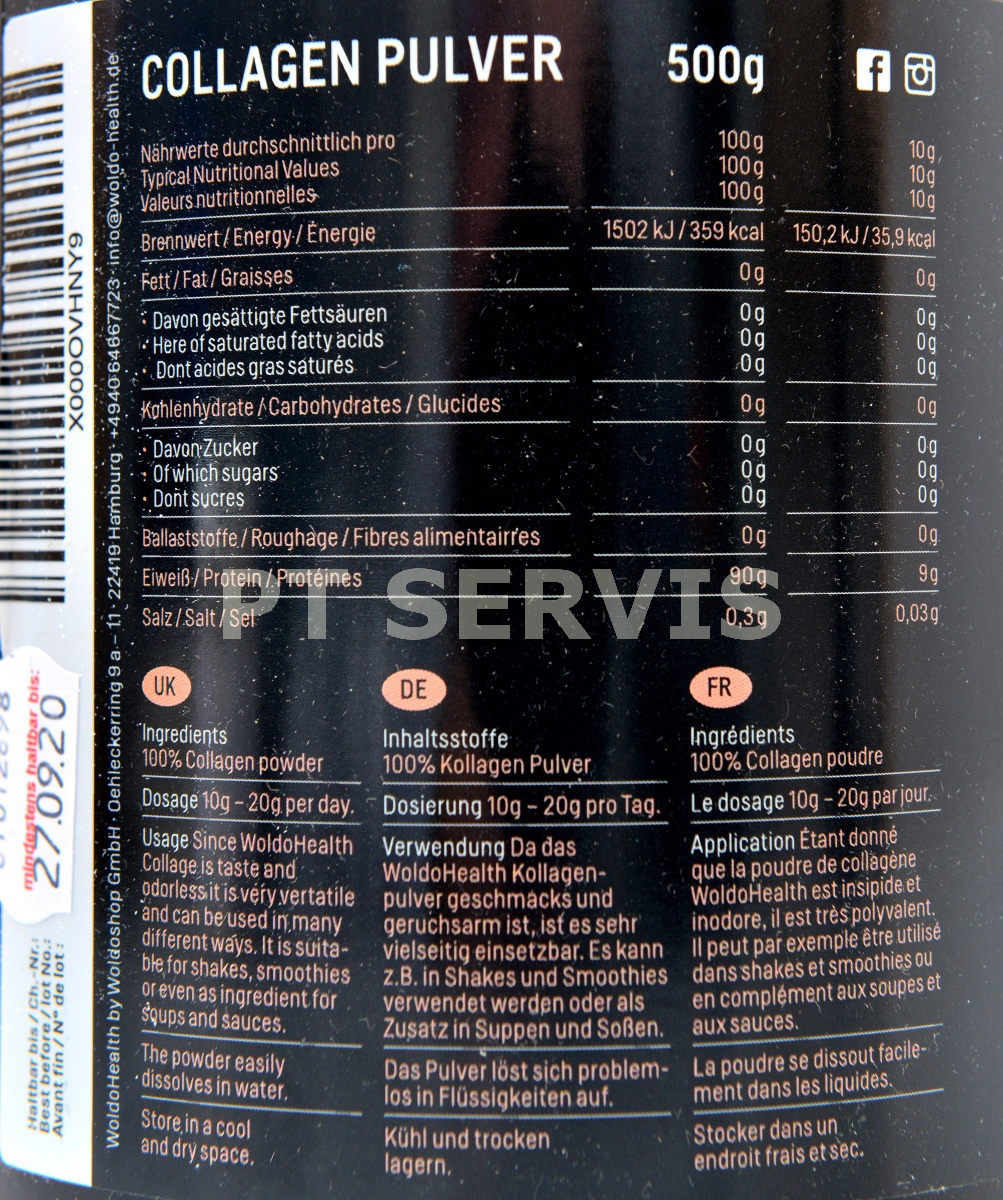 COLLAGEN PULVER 500g
Nährwerte durchschnittlich pro 100g 10g
Typical Nutritional Values 100g 10g
Valeurs nutritionnelles 100g 10g
Brennwert / Energy / Énergie 1502 kJ / 359 kcal 150,2 kJ / 35,9 kcal
Fett / Fat / Graisses 0g 0g
· Davon gesättigte Fettsäuren 0g 0g
· Here of saturated fatty acids 0g 0g
· Dont acides gras saturés 0g 0g
Kohlenhydrate / Carbohydrates / Glucides 0g 0g
· Davon Zucker 0g 0g
· Of which sugars 0g 0g
· Dont sucres 0g 0g
Ballaststoffe / Roughage / Fibres alimentairres 0g 0g
Eiweiß / Protein / Protéines 90g 9g
Salz / Salt / Sel 0,3g 0,03g
PT SERVIS
UK
Ingredients
100% Collagen powder
Dosage 10g – 20g per day.
Usage Since WoldoHealth
Collage is taste and
odorless it is very vertatile
and can be used in many
different ways. It is suita-
ble for shakes, smoothies
or even as ingredient for
soups and sauces.
The powder easily
dissolves in water.
Store in a cool
and dry space.
DE
Inhaltsstoffe
100% Kollagen Pulver
Dosierung 10g – 20g pro Tag.
Verwendung Da das
WoldoHealth Kollagen-
pulver geschmacks und
geruchsarm ist, ist es sehr
vielseitig einsetzbar. Es kann
z.B. in Shakes und Smoothies
verwendet werden oder als
Zusatz in Suppen und Soßen.
Das Pulver löst sich problem-
los in Flüssigkeiten auf.
Kühl und trocken
lagern.
FR
Ingrédients
100% Collagen poudre
Le dosage 10g – 20g par jour.
Application Étant donné
que la poudre de collagène
WoldoHealth est insipide et
inodore, il est très polyvalent.
Il peut par exemple être utilisé
dans shakes et smoothies ou
en complément aux soupes et
aux sauces.
La poudre se dissout facile-
ment dans les liquides.
Stocker dans un
endroit frais et sec.
WoldoHealth by Woldoshop GmbH · Oehleckerring 9 a – 11 · 22419 Hamburg · +4940 64667723 · info@woldo-health.de
X000OVHNY9
mindestens haltbar bis:
27.09.20
Haltbar bis / Ch.-Nr.:
Best before / lot No.:
Avant fin / N° de lot :